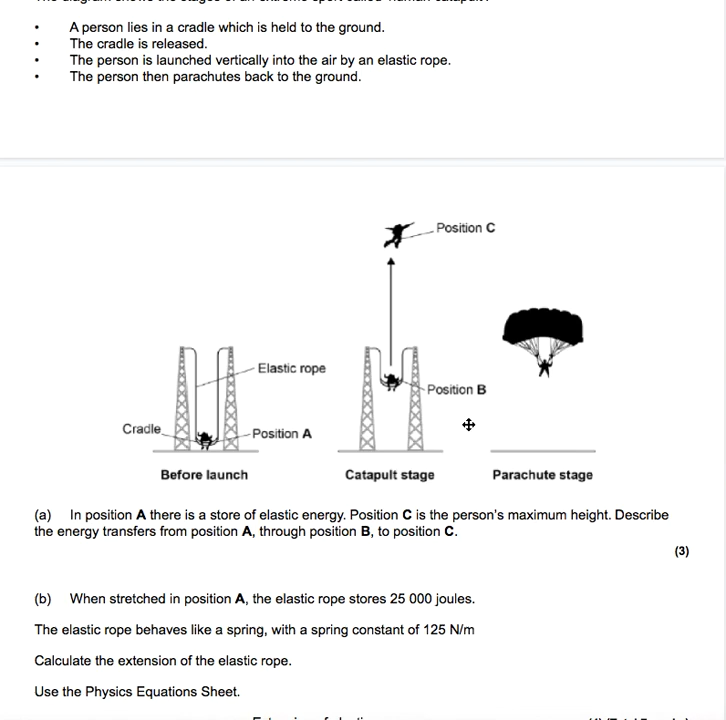 • A person lies in a cradle which is held to the ground.
• The cradle is released.
• The person is launched vertically into the air by an elastic rope.
• The person then parachutes back to the ground.
Position C
Elastic rope
Position B
Cradle
Position A
Before launch
Catapult stage
Parachute stage
(a) In position A there is a store of elastic energy. Position C is the person's maximum height. Describe
the energy transfers from position A, through position B, to position C.
(3)
(b) When stretched in position A, the elastic rope stores 25 000 joules.
The elastic rope behaves like a spring, with a spring constant of 125 N/m
Calculate the extension of the elastic rope.
Use the Physics Equations Sheet.